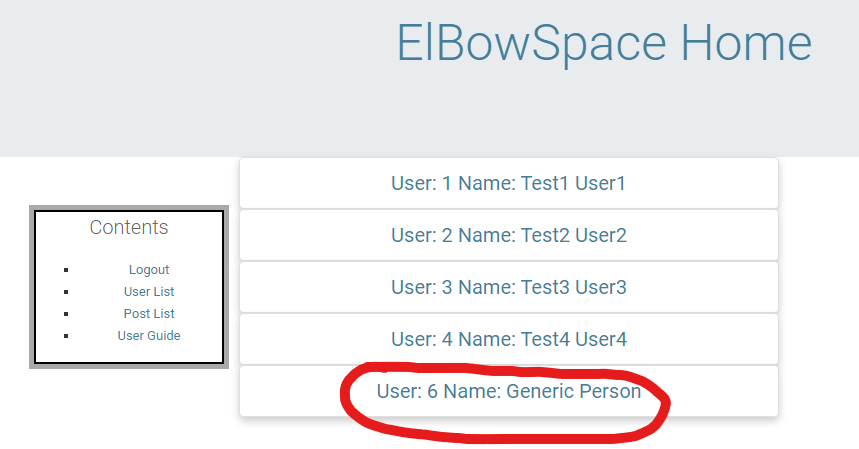 ElBowSpace Home
Contents
Logout
User List
Post List
User Guide
User: 1 Name: Test1 User1
User: 2 Name: Test2 User2
User: 3 Name: Test3 User3
User: 4 Name: Test4 User4
User: 6 Name: Generic Person